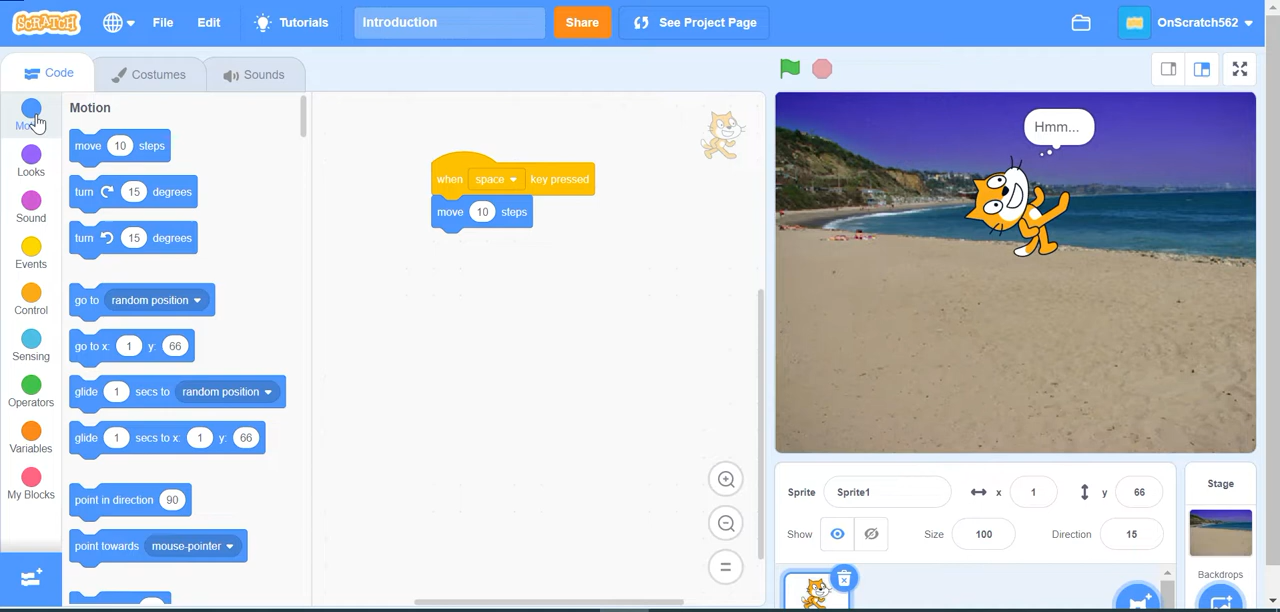 SCRATCH File Edit Tutorials Introduction Share See Project Page OnScratch562
Code Costumes Sounds
Motion
Looks
Sound
Events
Control
Sensing
Operators
Variables
My Blocks
Motion
move 10 steps
turn 15 degrees
turn 15 degrees
go to random position
go to x: 1 y: 66
glide 1 secs to random position
glide 1 secs to x: 1 y: 66
point in direction 90
point towards mouse-pointer
when space key pressed
move 10 steps
Hmm...
Sprite Sprite1 x 1 y 66
Show Size 100 Direction 15
Stage
Backdrops